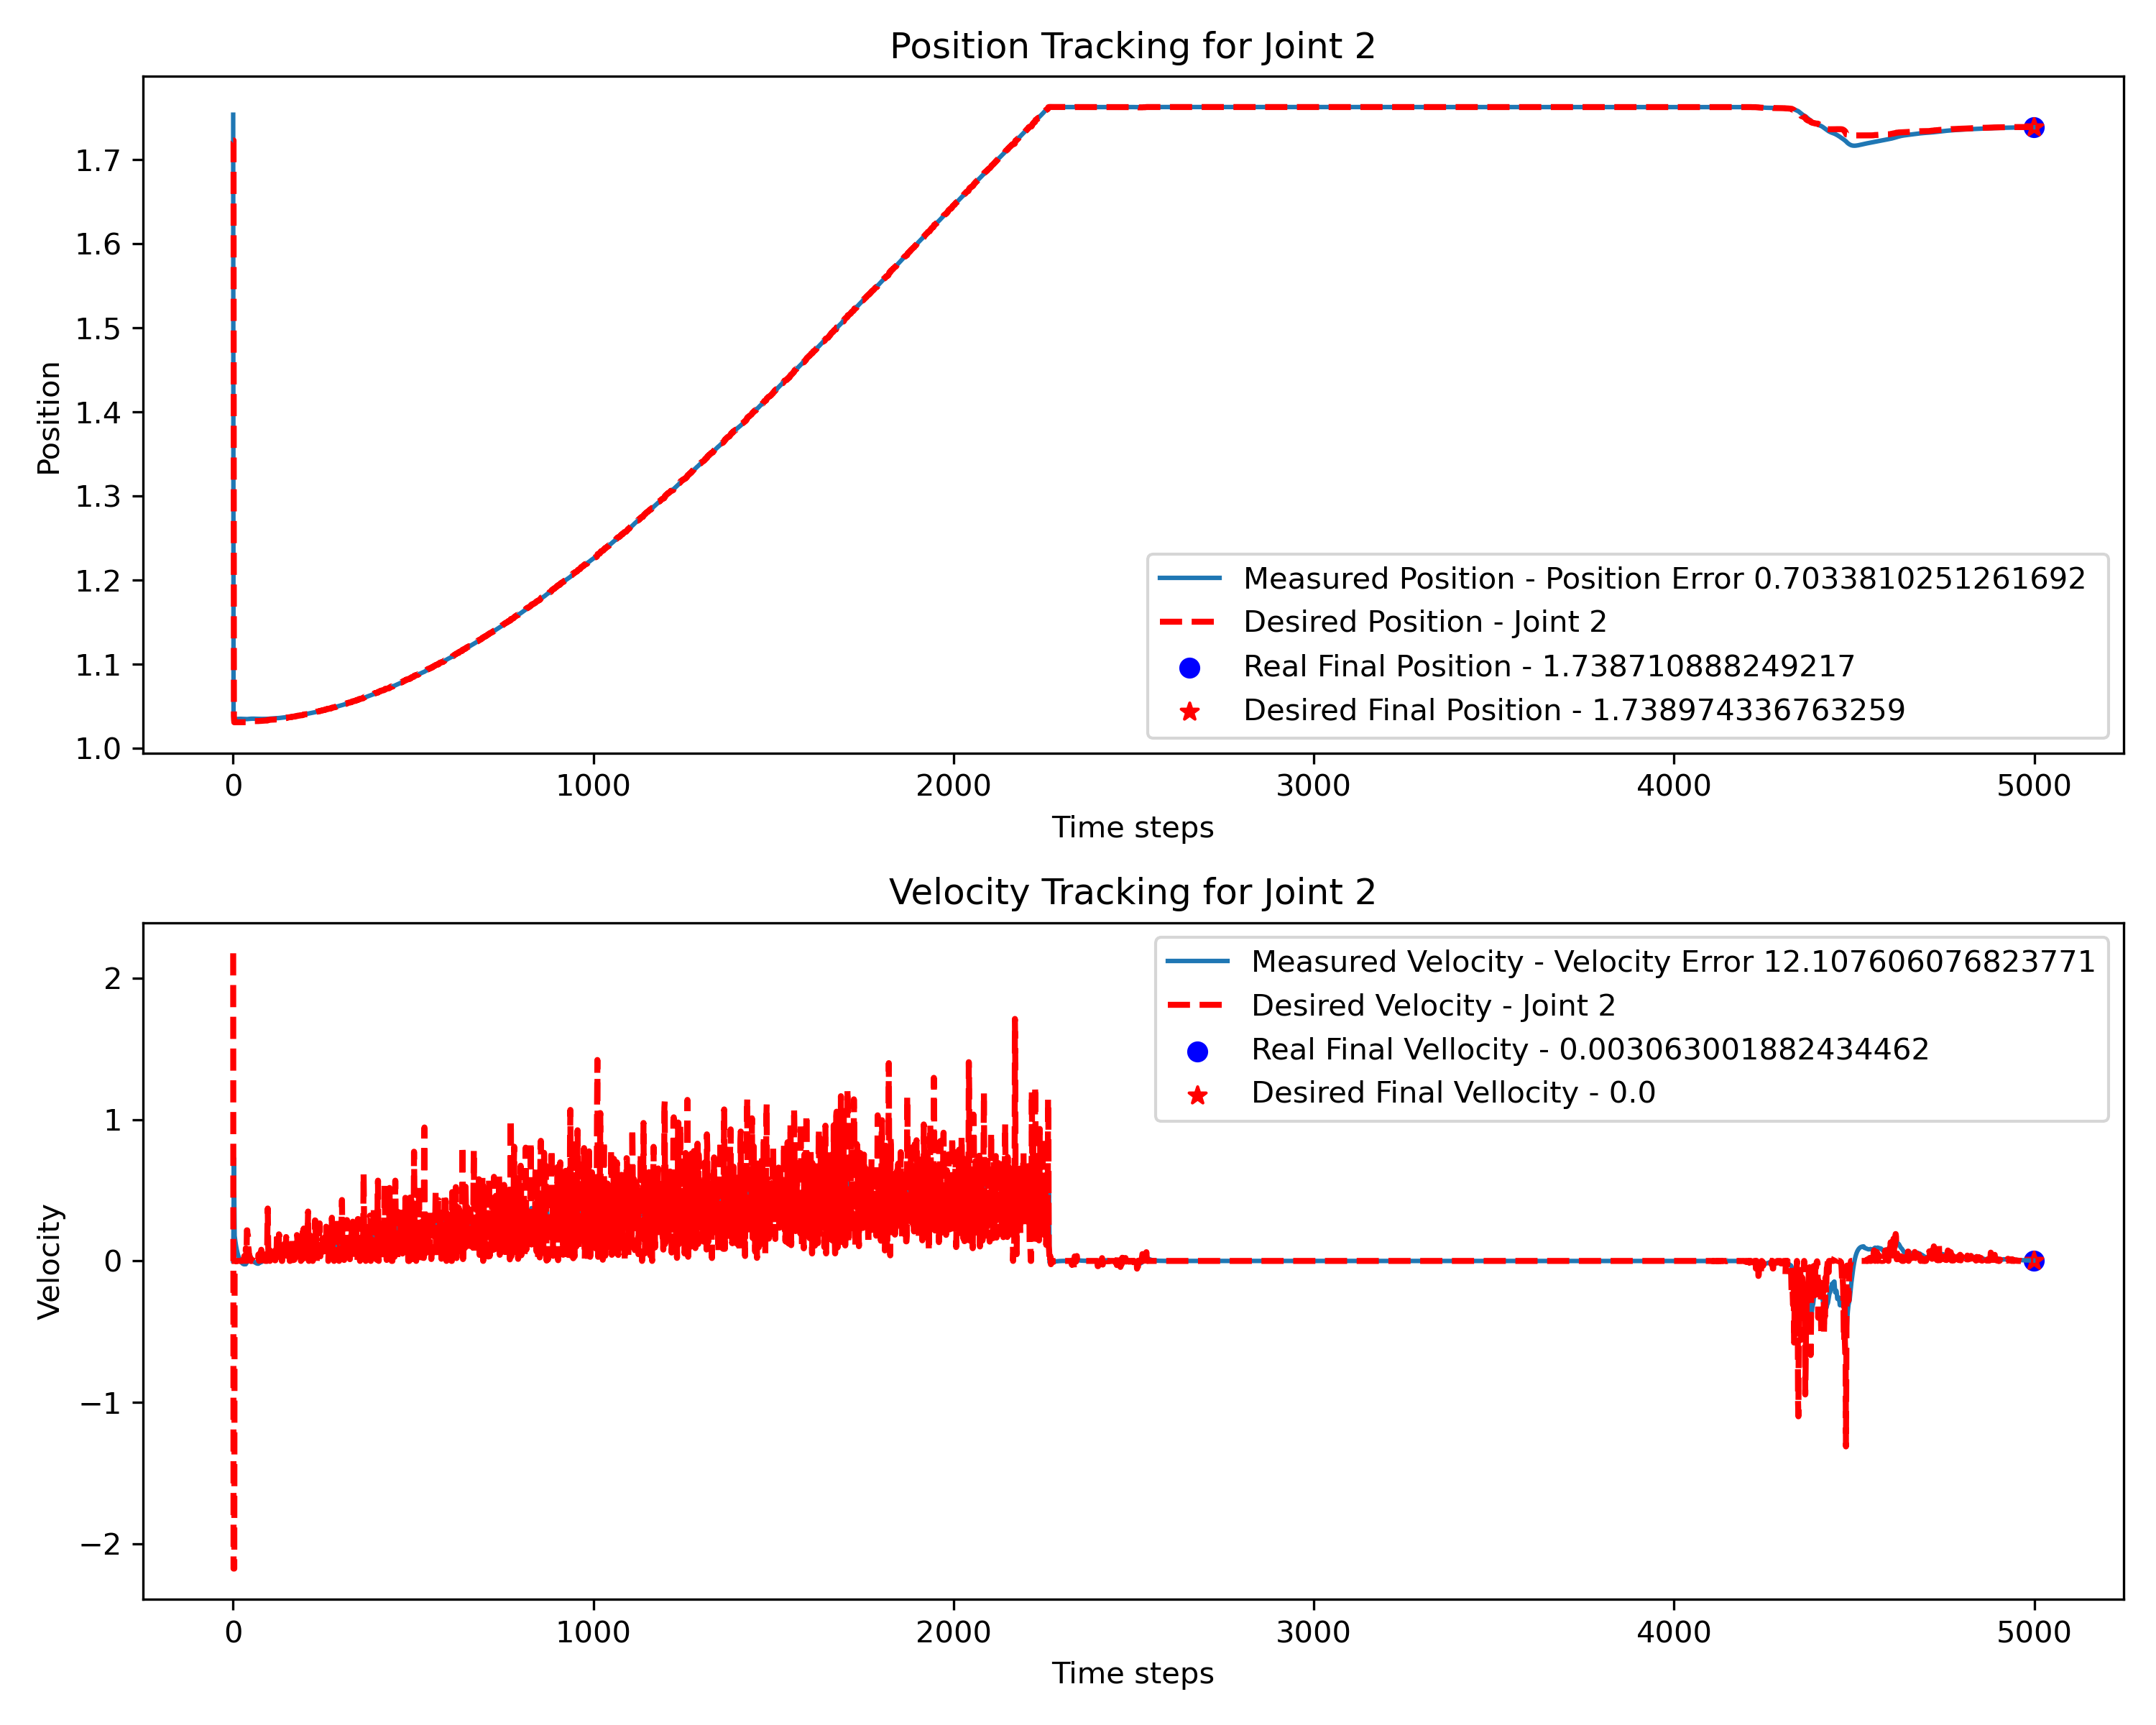 Position Tracking for Joint 2
Position
1.7
1.6
1.5
1.4
1.3
1.2
1.1
1.0
Measured Position - Position Error 0.7033810251261692
Desired Position - Joint 2
Real Final Position - 1.738710888249217
Desired Final Position - 1.738974336763259
0 1000 2000 3000 4000 5000
Time steps
Velocity Tracking for Joint 2
Velocity
2
1
0
−1
−2
Measured Velocity - Velocity Error 12.107606076823771
Desired Velocity - Joint 2
Real Final Vellocity - 0.003063001882434462
Desired Final Vellocity - 0.0
0 1000 2000 3000 4000 5000
Time steps